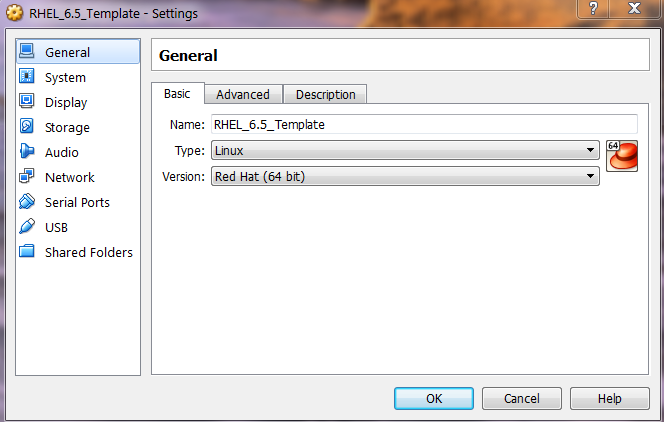 RHEL_6.5_Template - Settings
?
General
System
Display
Storage
Audio
Network
Serial Ports
USB
Shared Folders
General
Basic
Advanced
Description
Name: RHEL_6.5_Template
Type: Linux
64
Version: Red Hat (64 bit)
OK
Cancel
Help